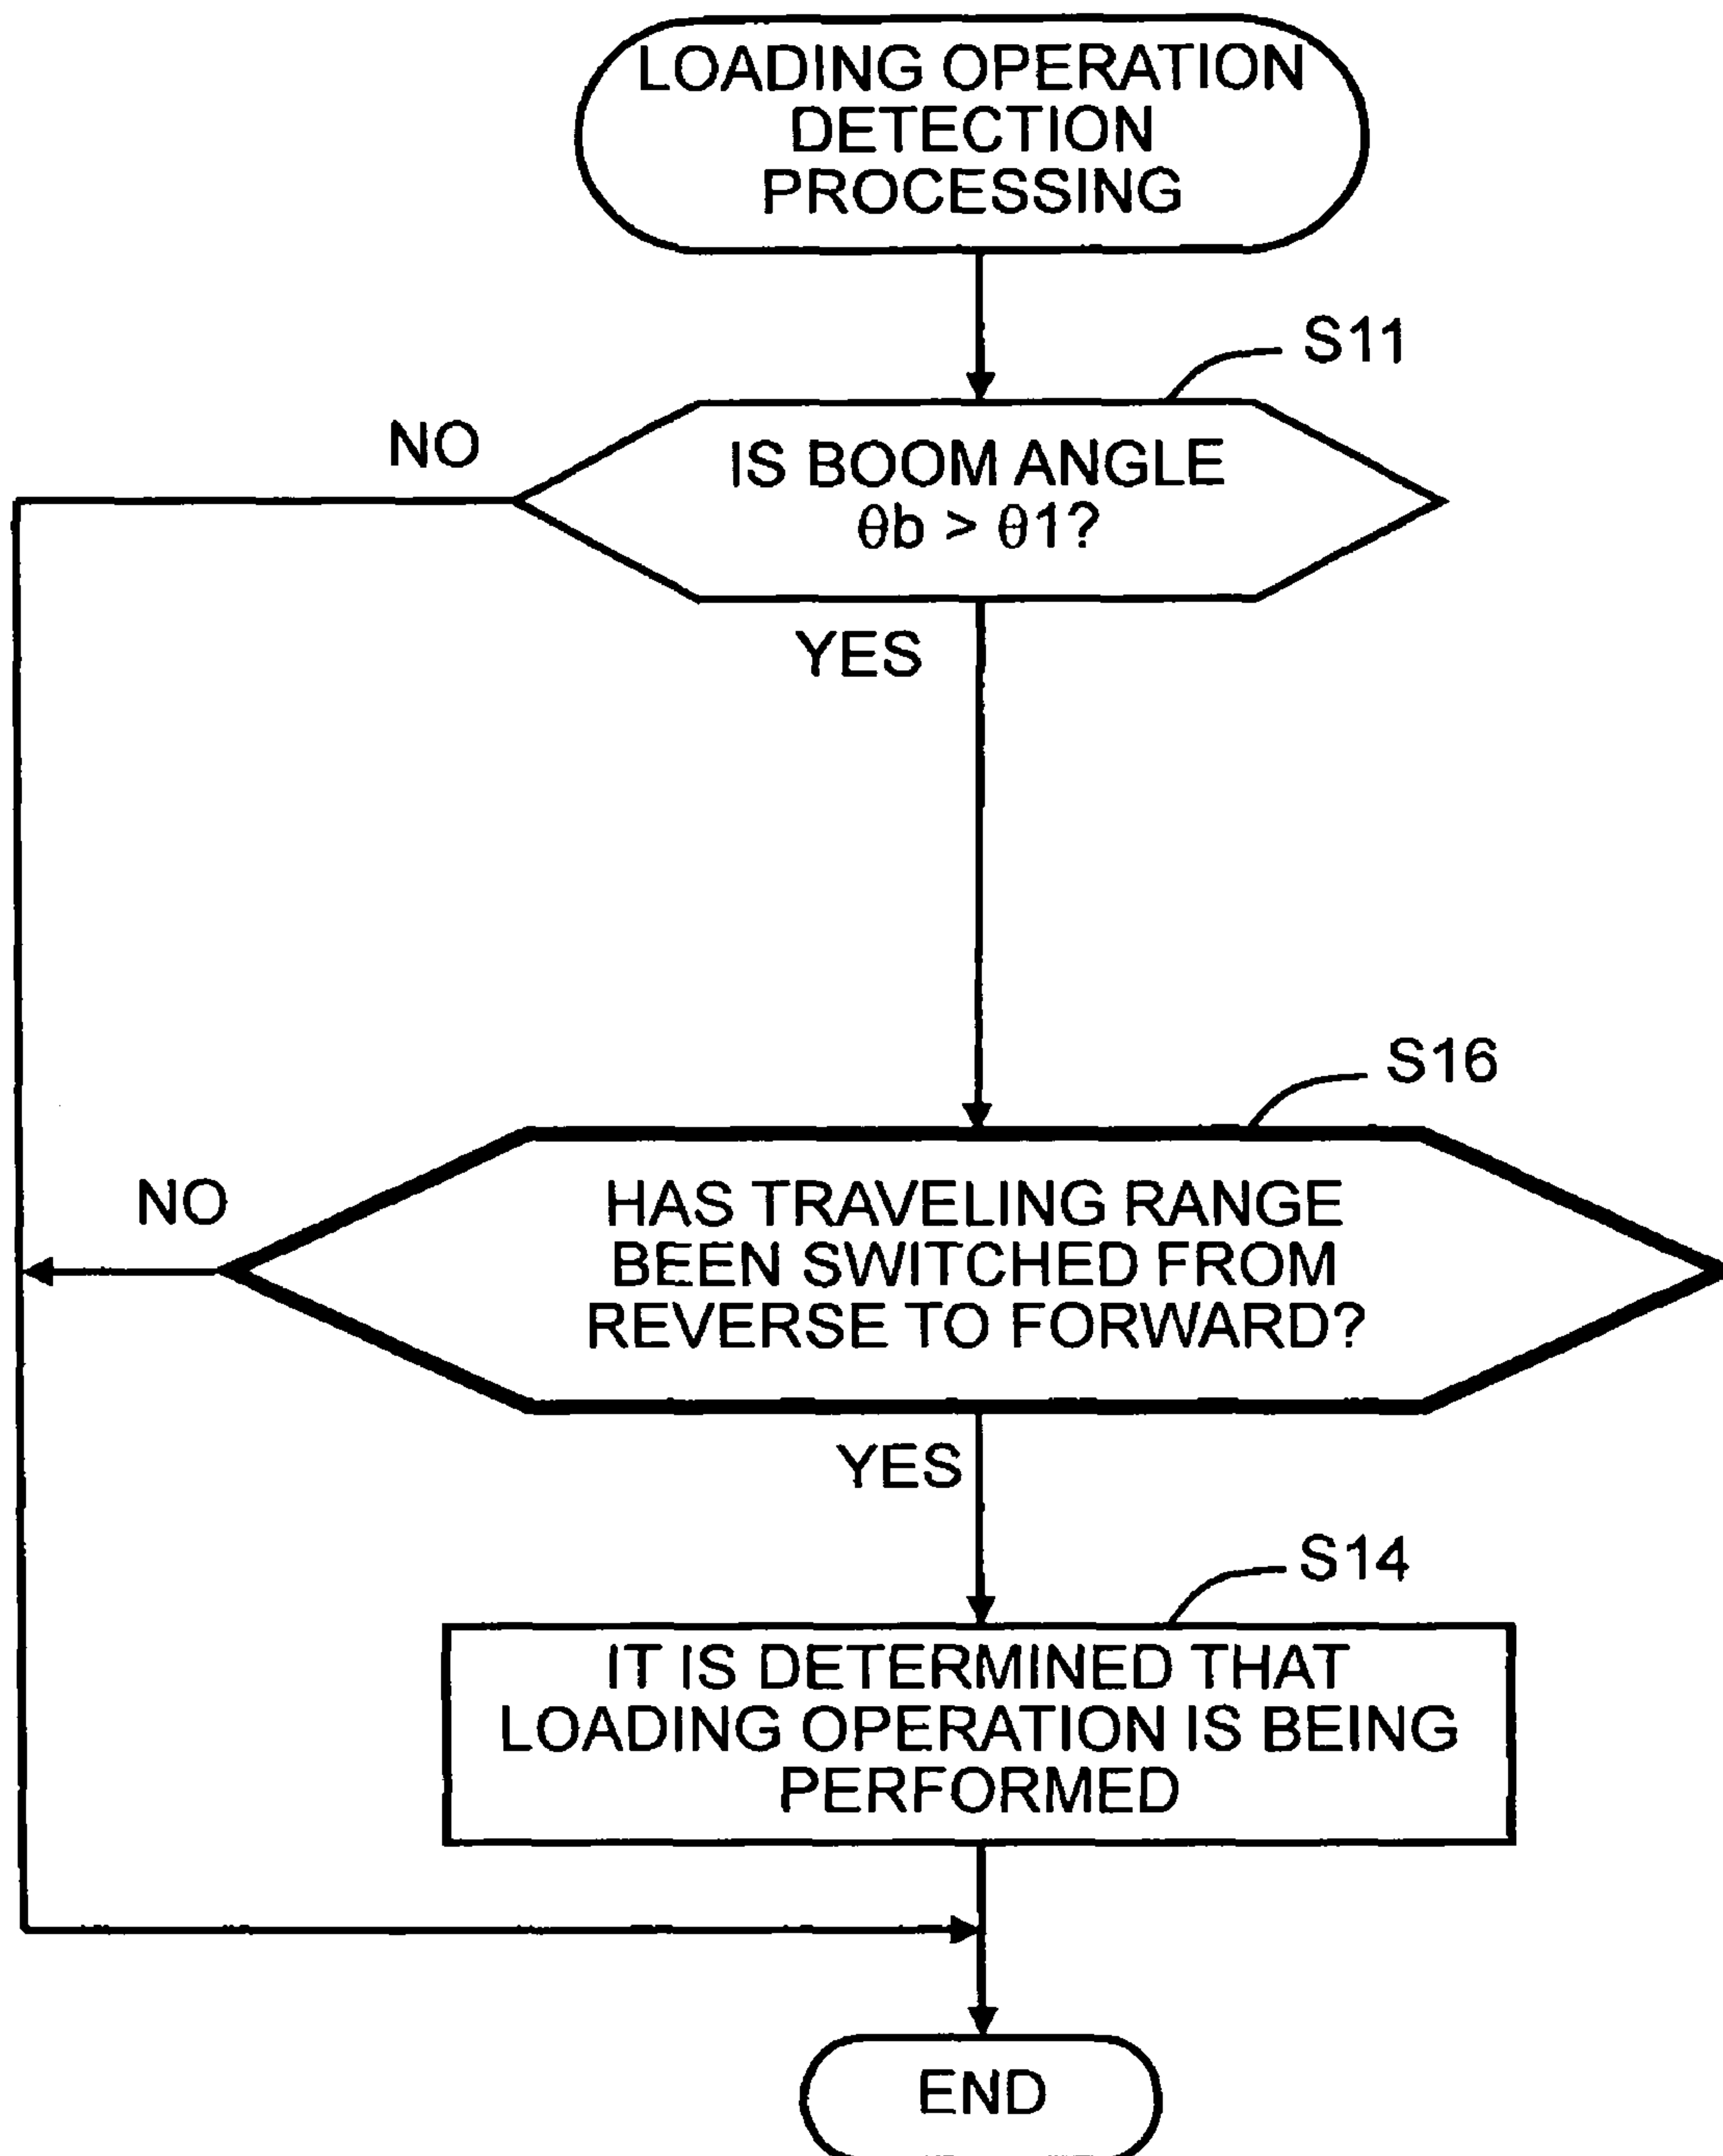 LOADING OPERATION
DETECTION
PROCESSING
S11
NO
IS BOOM ANGLE
θb > θ1?
YES
S16
NO
HAS TRAVELING RANGE
BEEN SWITCHED FROM
REVERSE TO FORWARD?
YES
S14
IT IS DETERMINED THAT
LOADING OPERATION IS BEING
PERFORMED
END